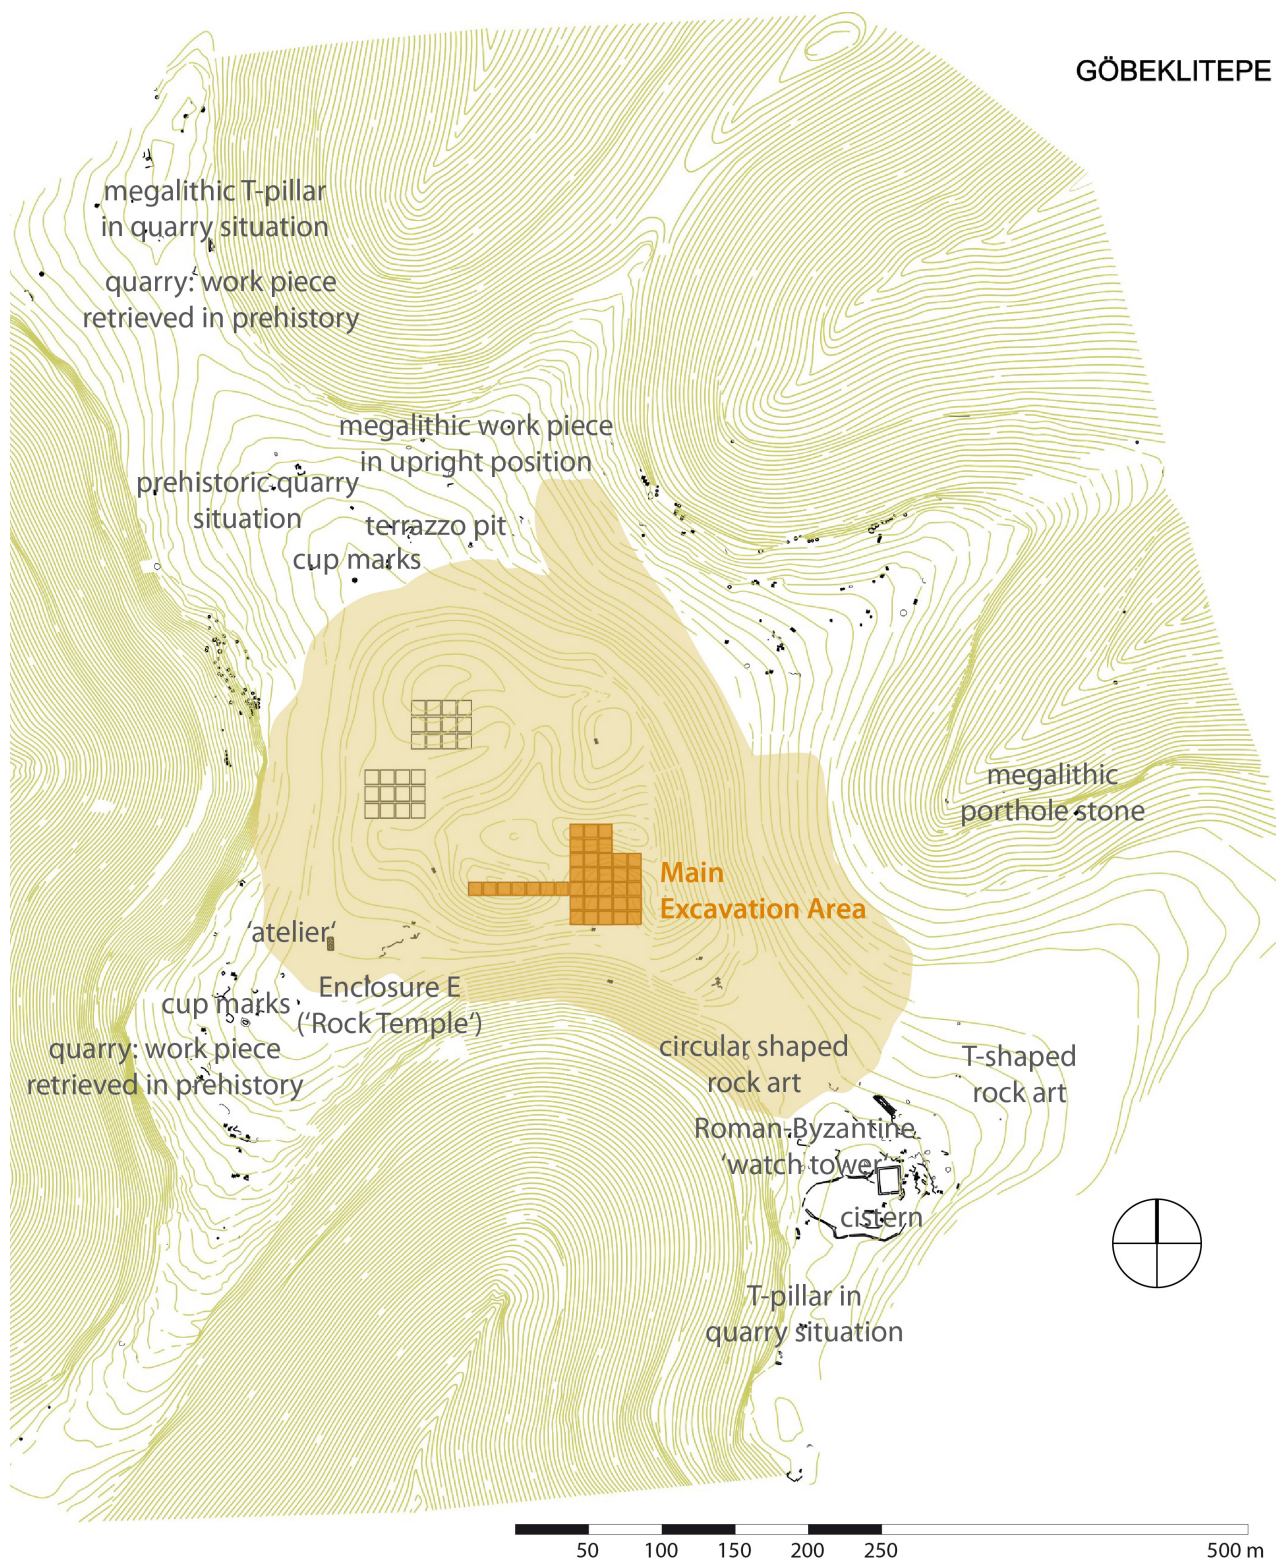 GÖBEKLITEPE
megalithic T-pillar
in quarry situation
quarry: work piece
retrieved in prehistory
megalithic work piece
in upright position
prehistoric quarry
situation
terrazzo pit
cup marks
megalithic
porthole stone
Main
Excavation Area
‘atelier‘
Enclosure E
(‘Rock Temple‘)
cup marks
quarry: work piece
retrieved in prehistory
circular shaped
rock art
T-shaped
rock art
Roman-Byzantine
‘watch tower‘
cistern
T-pillar in
quarry situation
50 100 150 200 250 500 m